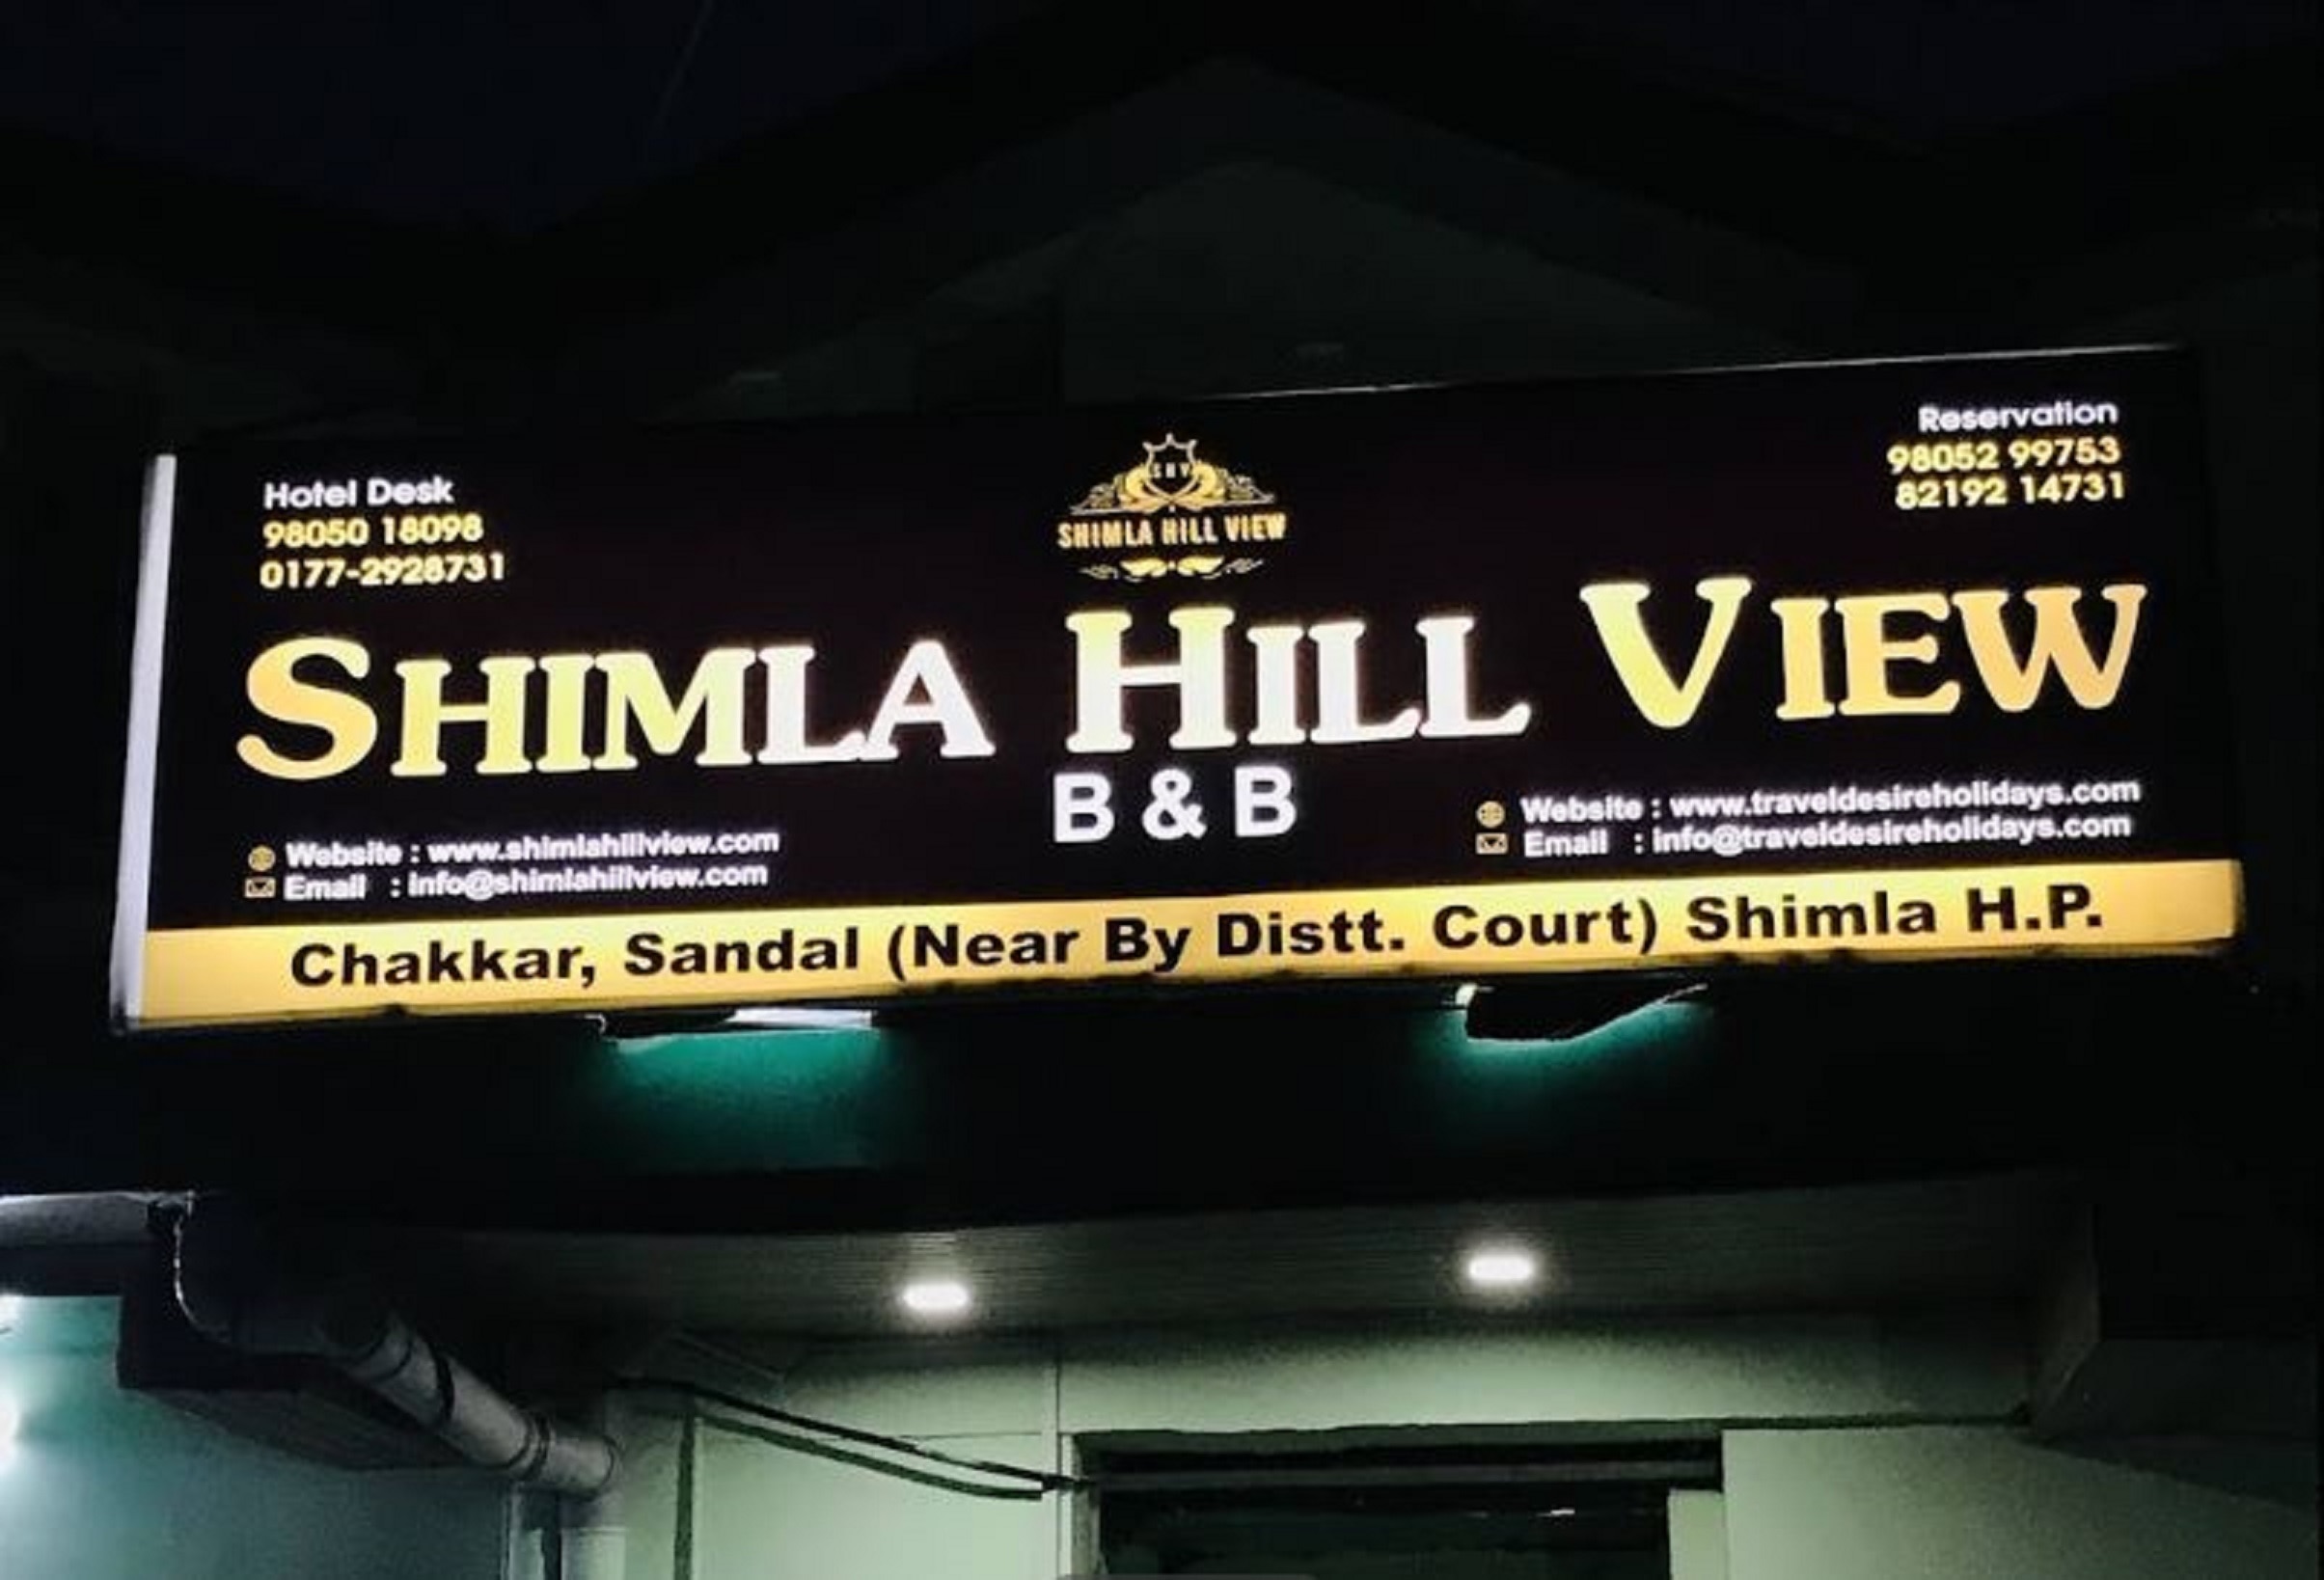 Hotel Desk
98050 18098
0177-2928731
SHV
SHIMLA HILL VIEW
Reservation
98052 99753
82192 14731
SHIMLA HILL VIEW
B & B
Website : www.shimlahillview.com
Email : info@shimlahillview.com
Website : www.traveldesireholidays.com
Email : info@traveldesireholidays.com
Chakkar, Sandal (Near By Distt. Court) Shimla H.P.